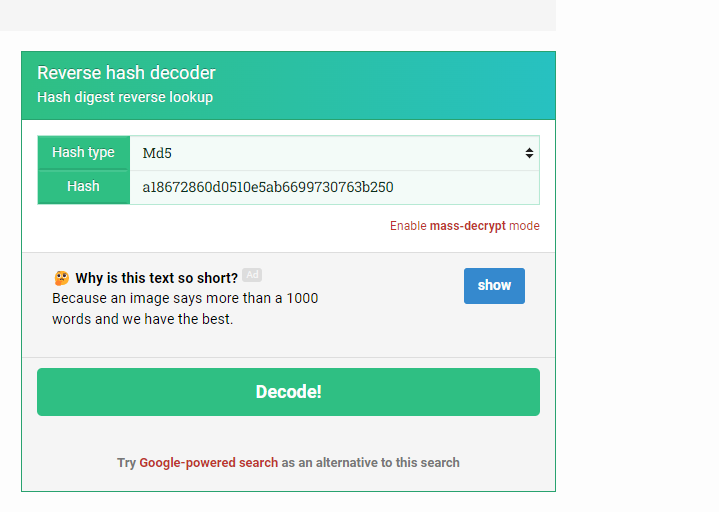 Reverse hash decoder
Hash digest reverse lookup
Hash type Md5
Hash a18672860d0510e5ab6699730763b250
Enable mass-decrypt mode
Why is this text so short? Ad
Because an image says more than a 1000
words and we have the best.
show
Decode!
Try Google-powered search as an alternative to this search